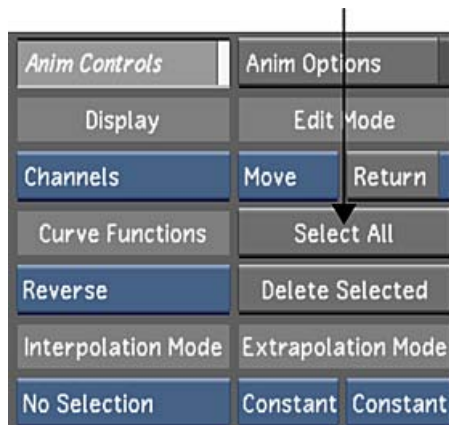 Anim Controls Anim Options
Display Edit Mode
Channels Move Return
Curve Functions Select All
Reverse Delete Selected
Interpolation Mode Extrapolation Mode
No Selection Constant Constant